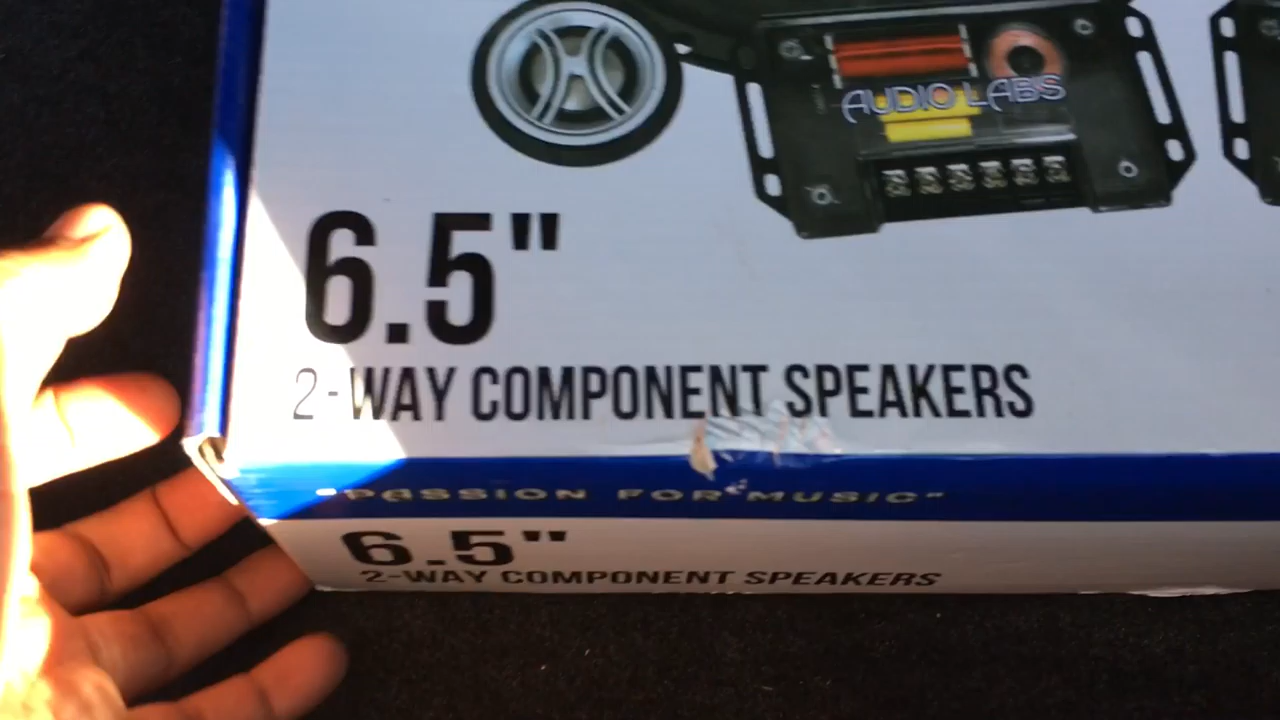 AUDIO LABS
6.5"
2-WAY COMPONENT SPEAKERS
"PASSION FOR MUSIC"
6.5"
2-WAY COMPONENT SPEAKERS